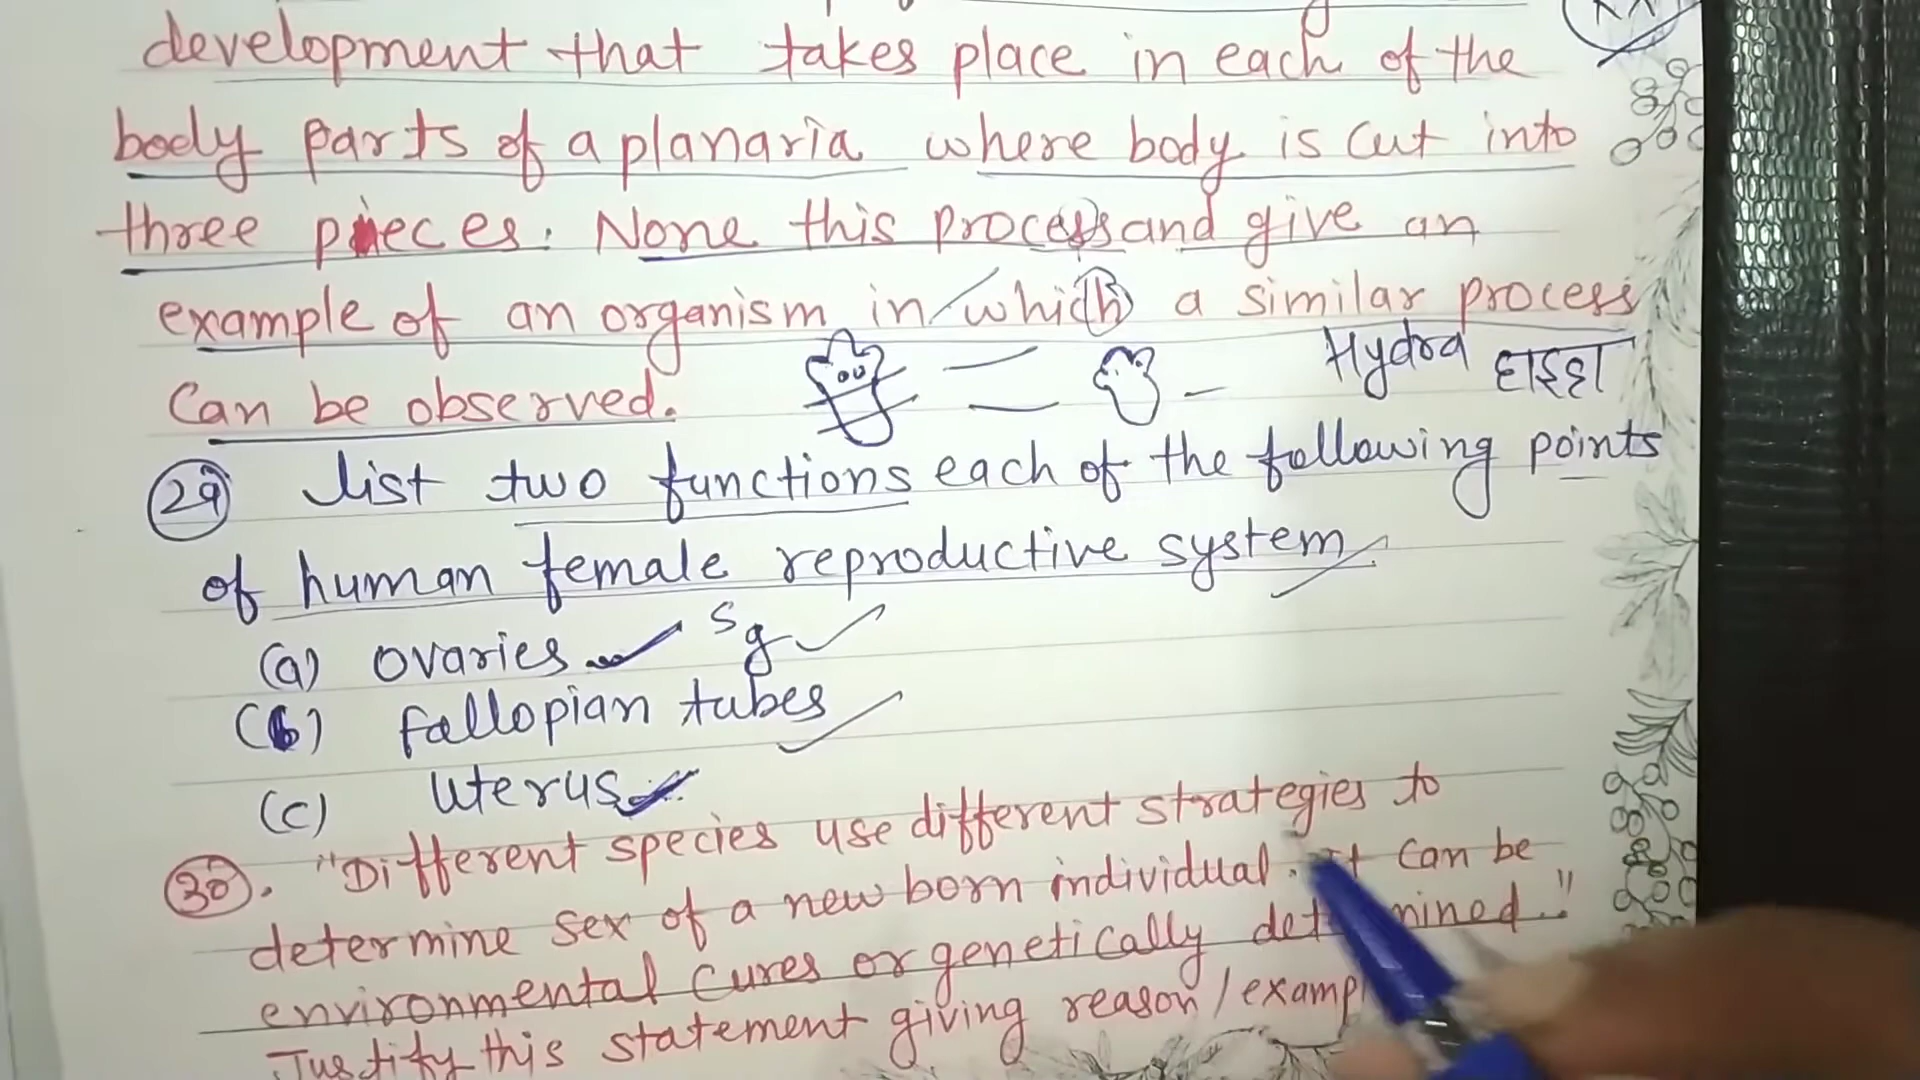 development that takes place in each of the
body parts of a planaria where body is cut into
three pieces. None this process and give an
example of an organism in which a similar process
Hydra हाइड्रा
Can be observed.
29 list two functions each of the following points
of human female reproductive system
(a) ovaries
(b) fallopian tubes
(c) uterus
30. "Different species use different strategies to
determine sex of a new born individual. It can be
environmental cures or genetically determined."
Justify this statement giving reason/